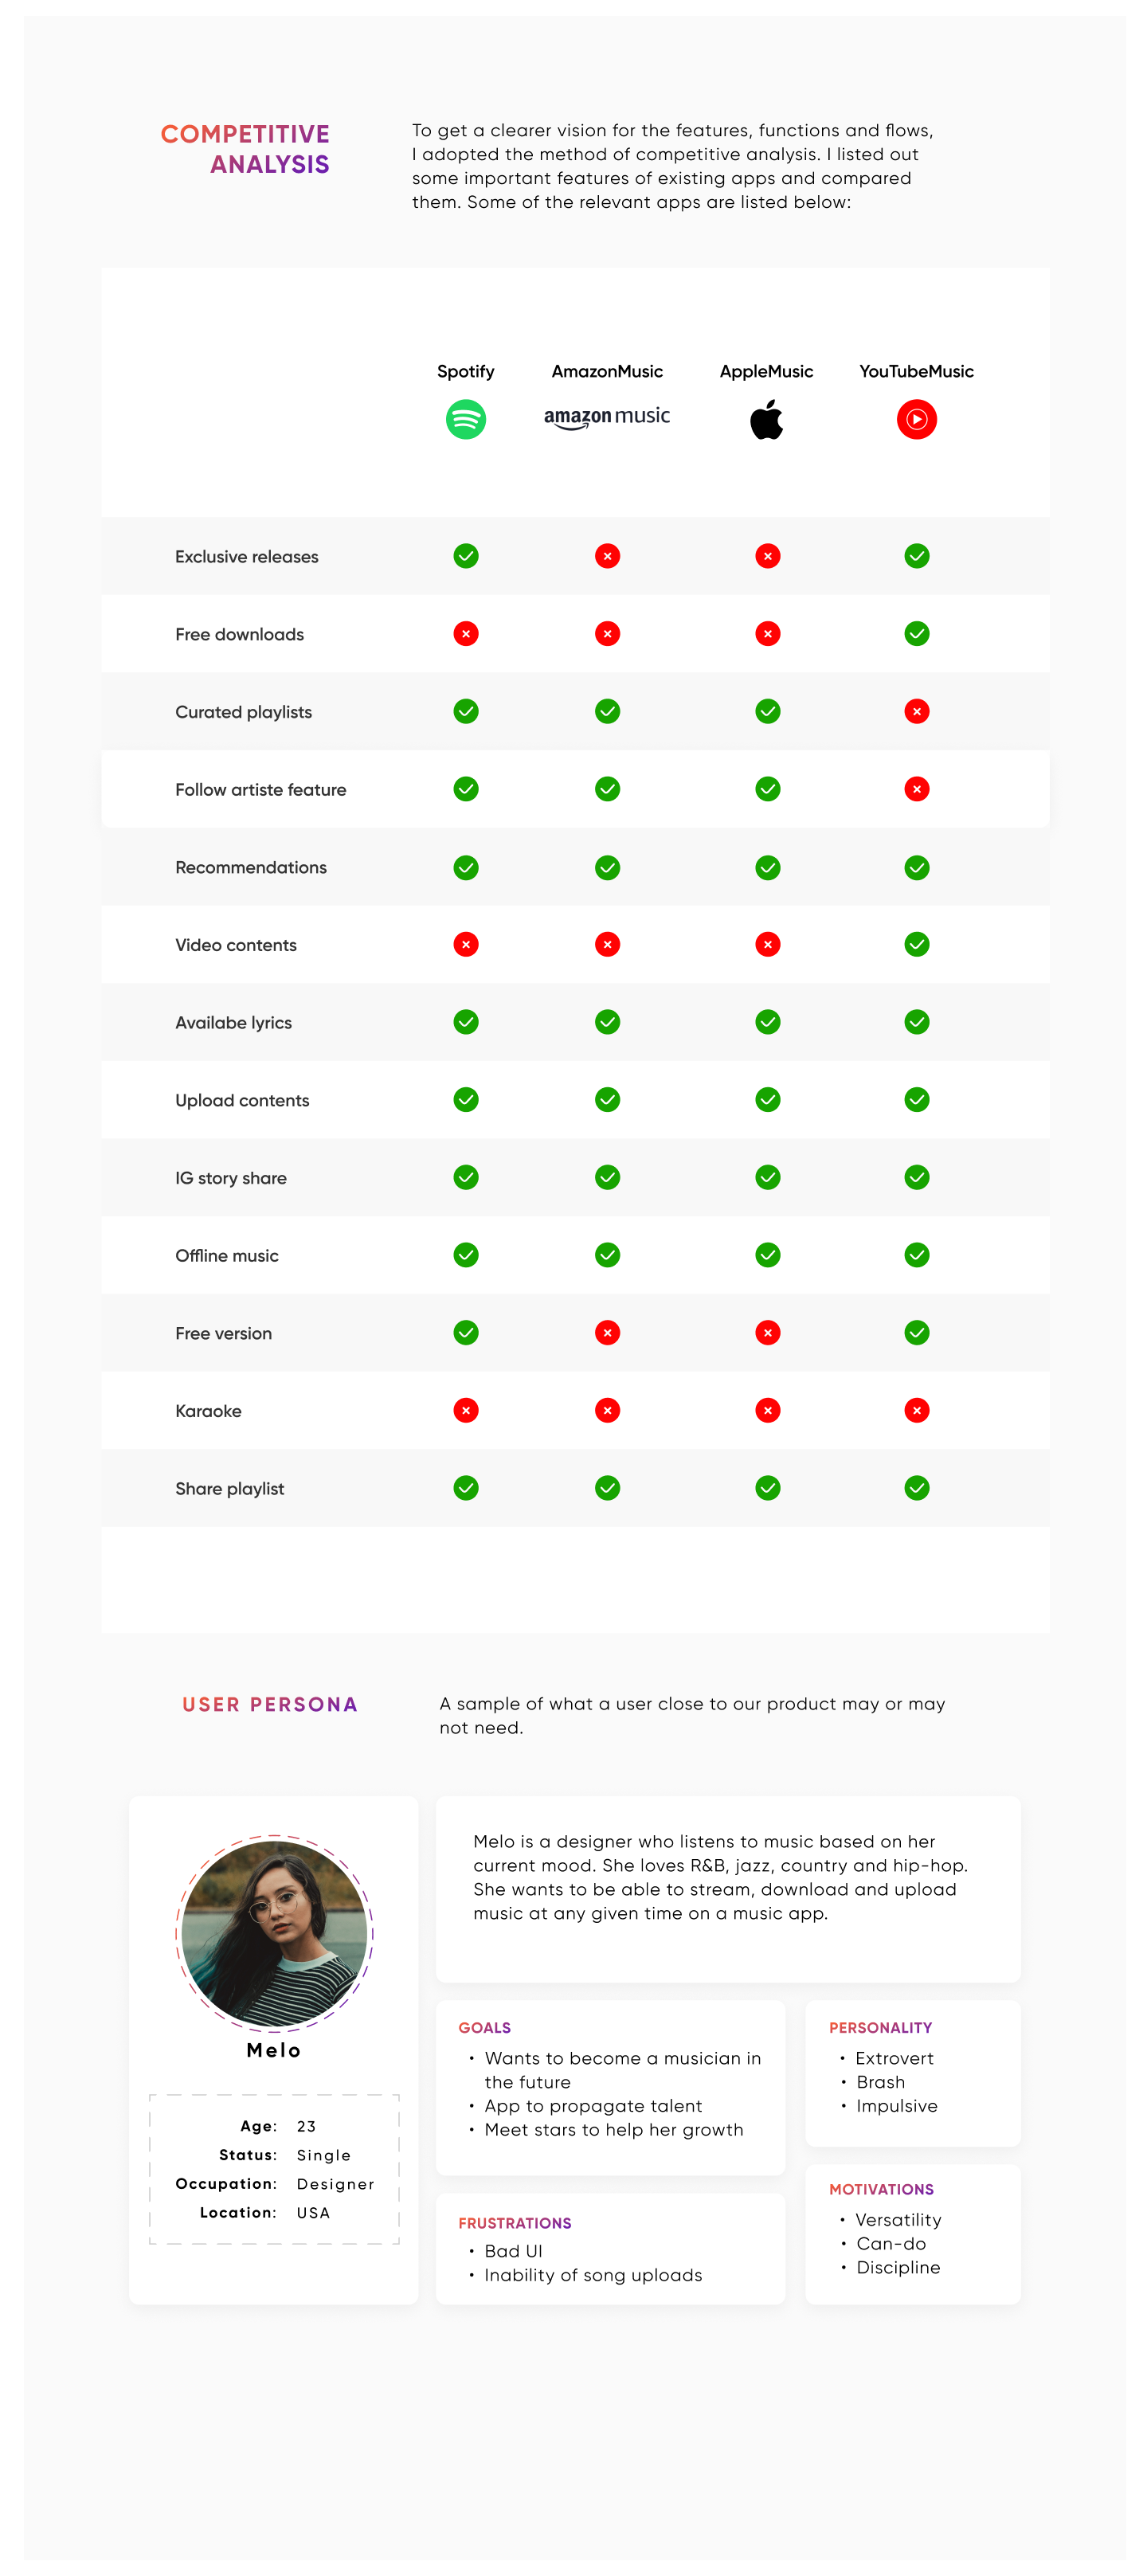 COMPETITIVE
ANALYSIS
To get a clearer vision for the features, functions and flows,
I adopted the method of competitive analysis. I listed out
some important features of existing apps and compared
them. Some of the relevant apps are listed below:
Spotify AmazonMusic AppleMusic YouTubeMusic
amazon music
Exclusive releases
Free downloads
Curated playlists
Follow artiste feature
Recommendations
Video contents
Availabe lyrics
Upload contents
IG story share
Offline music
Free version
Karaoke
Share playlist
USER PERSONA
A sample of what a user close to our product may or may
not need.
Melo
Age: 23
Status: Single
Occupation: Designer
Location: USA
Melo is a designer who listens to music based on her
current mood. She loves R&B, jazz, country and hip-hop.
She wants to be able to stream, download and upload
music at any given time on a music app.
GOALS
• Wants to become a musician in
the future
• App to propagate talent
• Meet stars to help her growth
PERSONALITY
• Extrovert
• Brash
• Impulsive
FRUSTRATIONS
• Bad UI
• Inability of song uploads
MOTIVATIONS
• Versatility
• Can-do
• Discipline